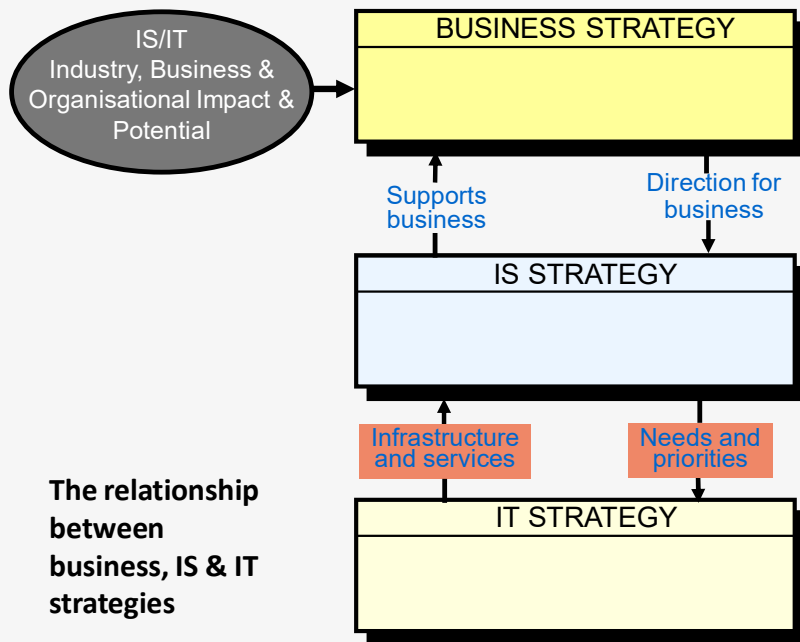 IS/IT
Industry, Business &
Organisational Impact &
Potential
BUSINESS STRATEGY
Supports
business
Direction for
business
IS STRATEGY
Infrastructure
and services
Needs and
priorities
The relationship
between
business, IS & IT
strategies
IT STRATEGY